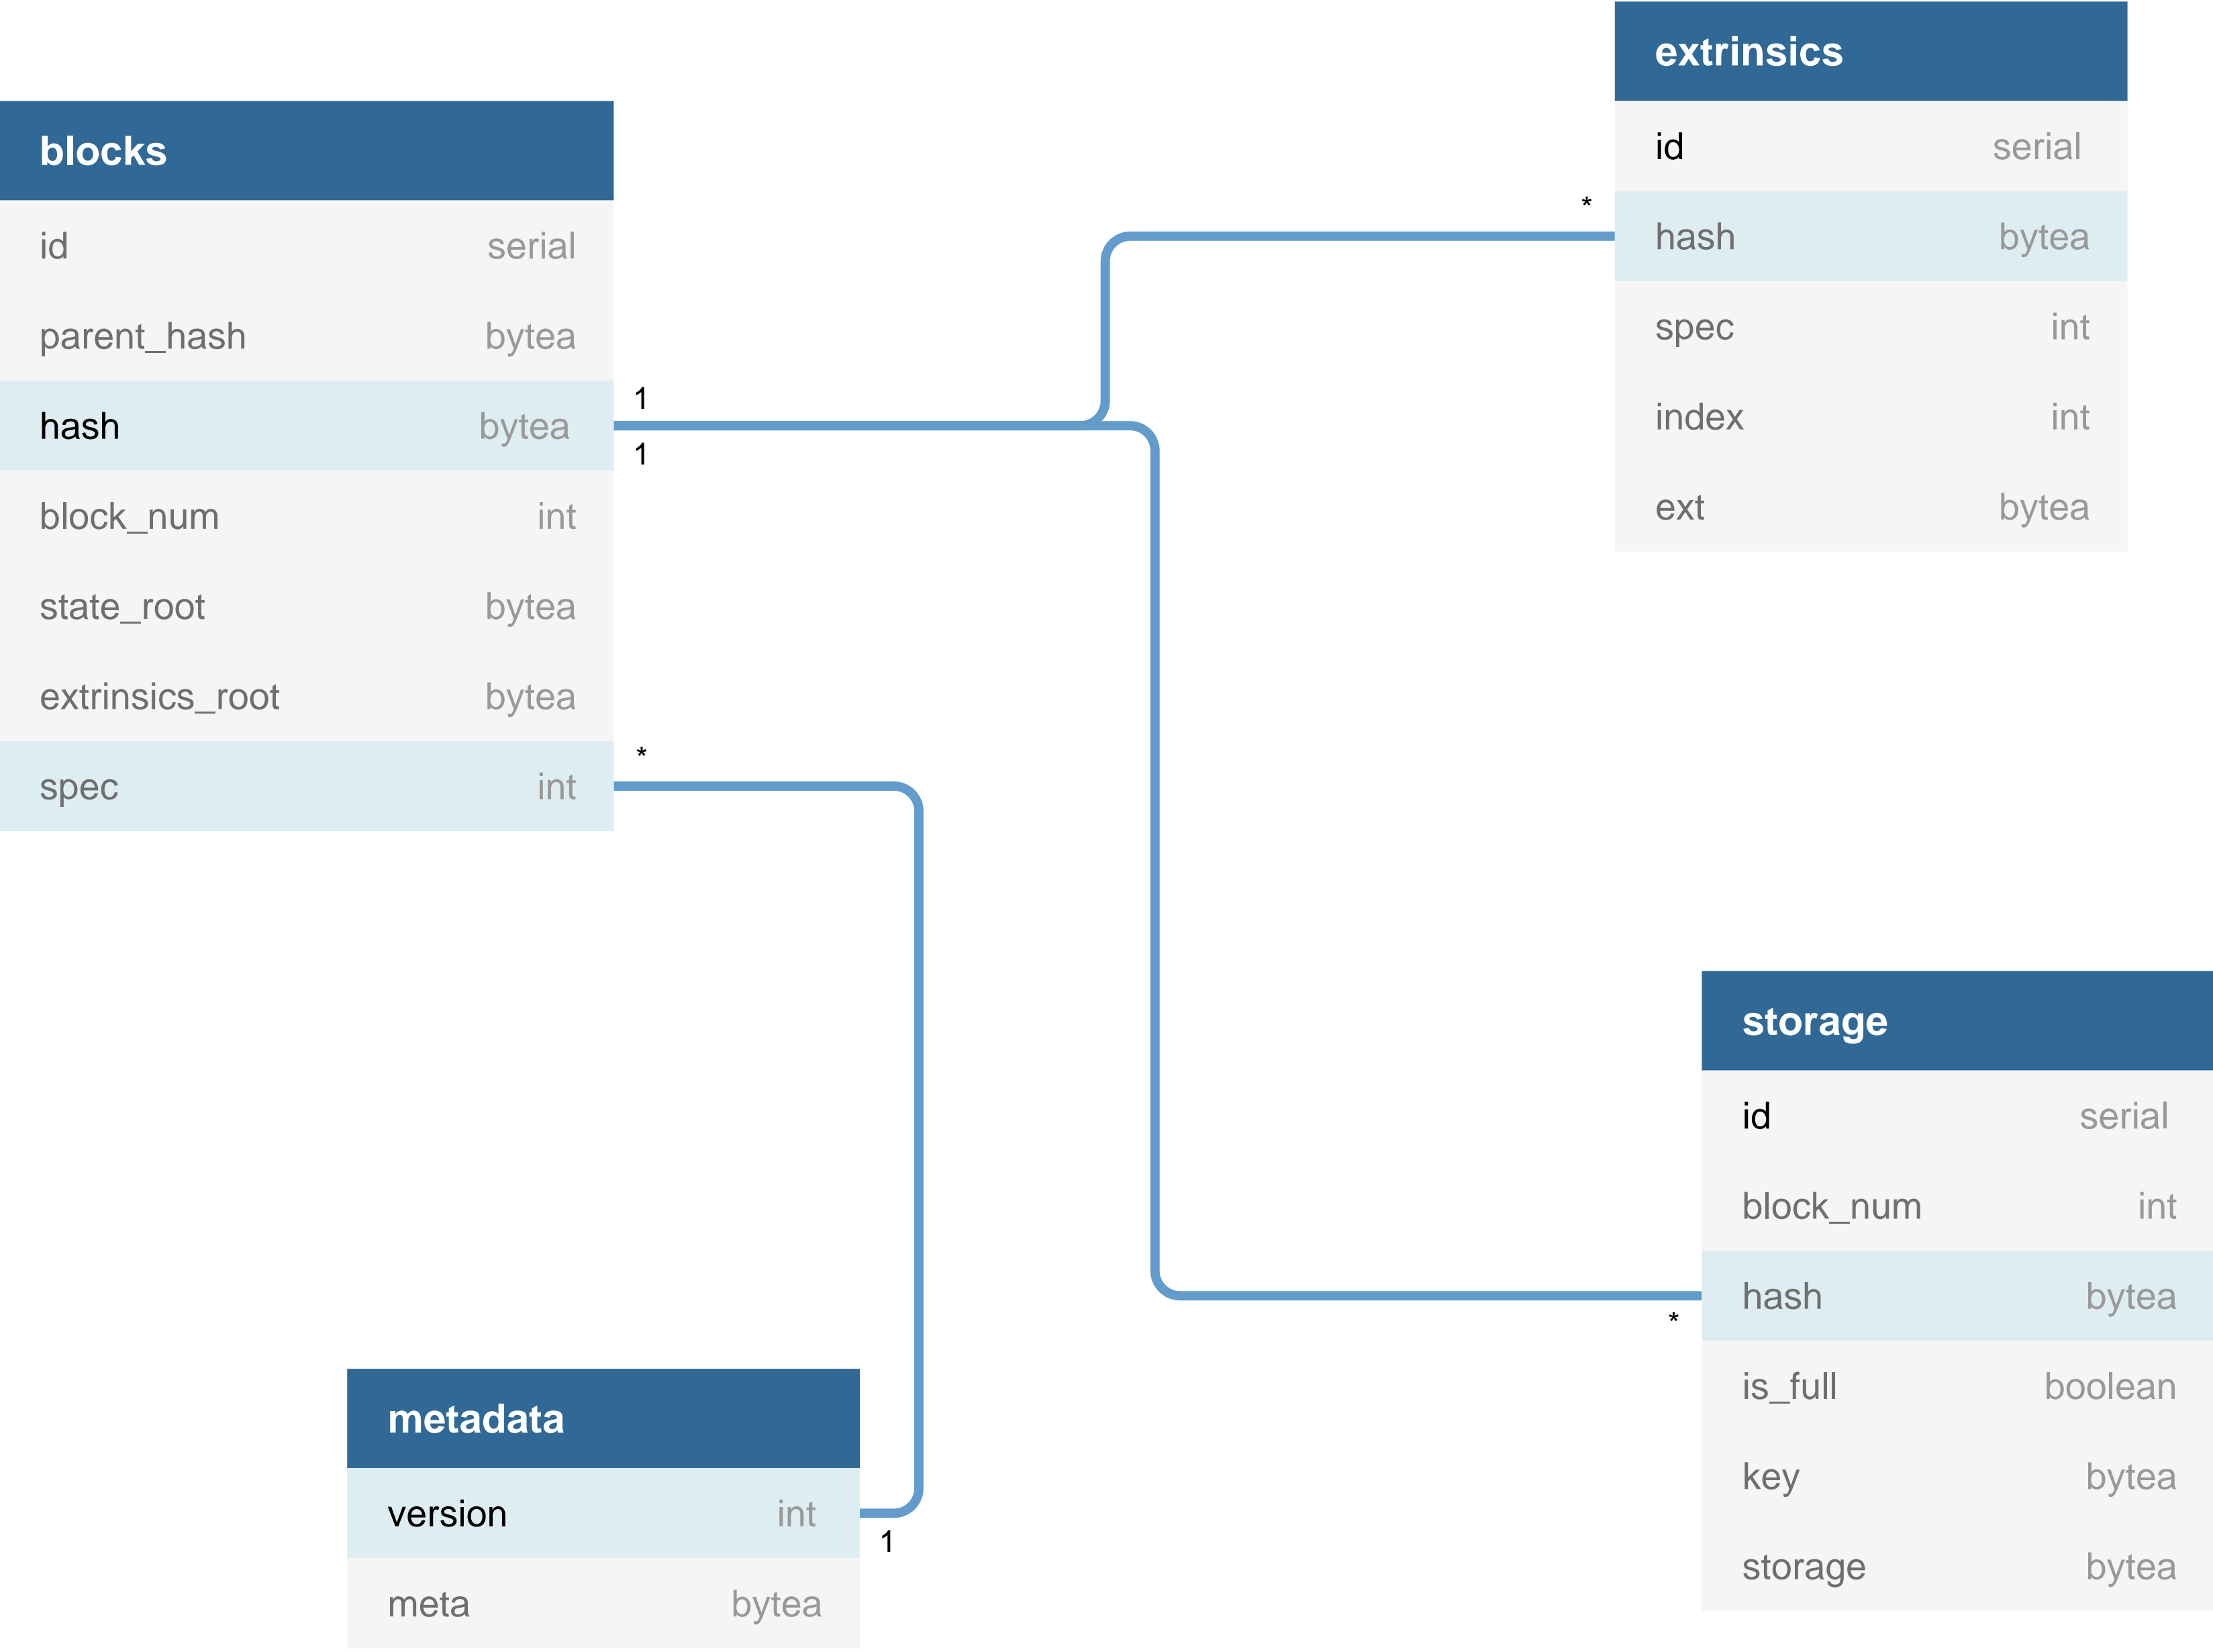 blocks
id serial
parent_hash bytea
hash bytea
block_num int
state_root bytea
extrinsics_root bytea
spec int
1
1
*
*
extrinsics
id serial
hash bytea
spec int
index int
ext bytea
metadata
version int
meta bytea
1
*
storage
id serial
block_num int
hash bytea
is_full boolean
key bytea
storage bytea